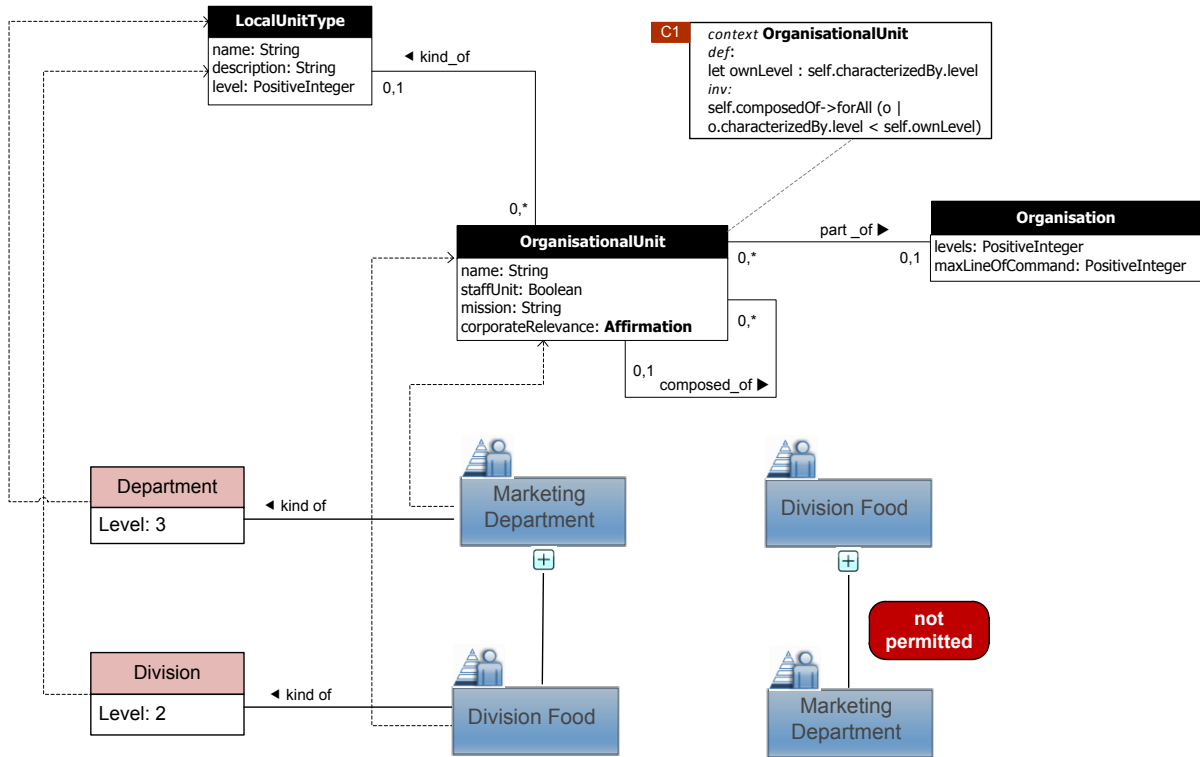 LocalUnitType
name: String
description: String
level: PositiveInteger
◄ kind_of
0,1
0,*
C1
context OrganisationalUnit
def:
let ownLevel : self.characterizedBy.level
inv:
self.composedOf->forAll (o |
o.characterizedBy.level < self.ownLevel)
OrganisationalUnit
name: String
staffUnit: Boolean
mission: String
corporateRelevance: Affirmation
part _of ►
0,*
0,1
Organisation
levels: PositiveInteger
maxLineOfCommand: PositiveInteger
0,*
0,1
composed_of ►
Department
Level: 3
◄ kind of
Marketing
Department
+
Division Food
+
not
permitted
Division
Level: 2
◄ kind of
Division Food
Marketing
Department